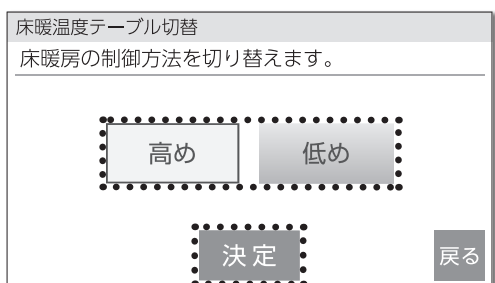 床暖温度テーブル切替
床暖房の制御方法を切り替えます。
高め 低め
決定
戻る